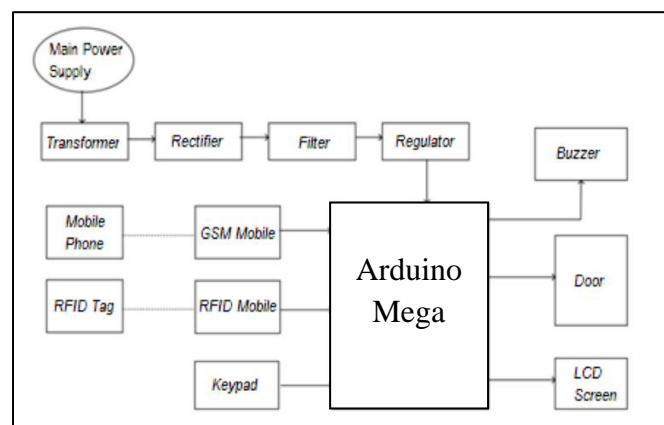 Main Power
Supply
Transformer
Rectifier
Filter
Regulator
Buzzer
Mobile
Phone
GSM Mobile
Arduino
Mega
Door
RFID Tag
RFID Mobile
Keypad
LCD
Screen